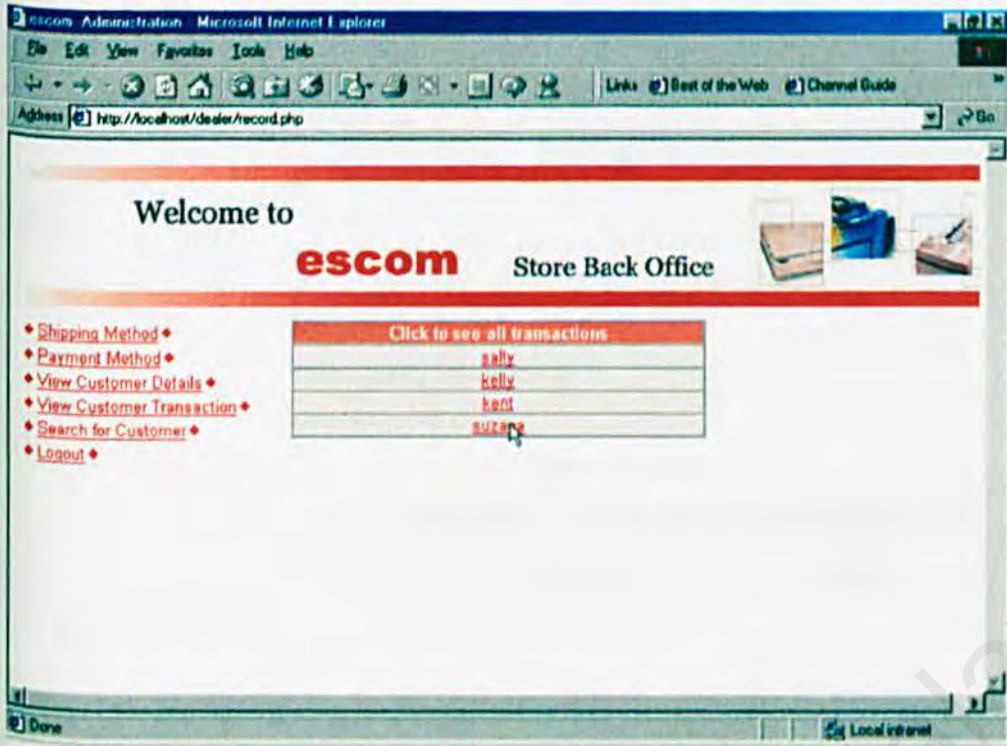 escom Administration Microsoft Internet Explorer
File Edit View Favorites Tools Help
Links Best of the Web Channel Guide
Address http://localhost/dealer/record.php Go
Welcome to
escom Store Back Office
Shipping Method
Payment Method
View Customer Details
View Customer Transaction
Search for Customer
Logout
Click to see all transactions
sally
kelly
kent
suzana
Done
Local intranet